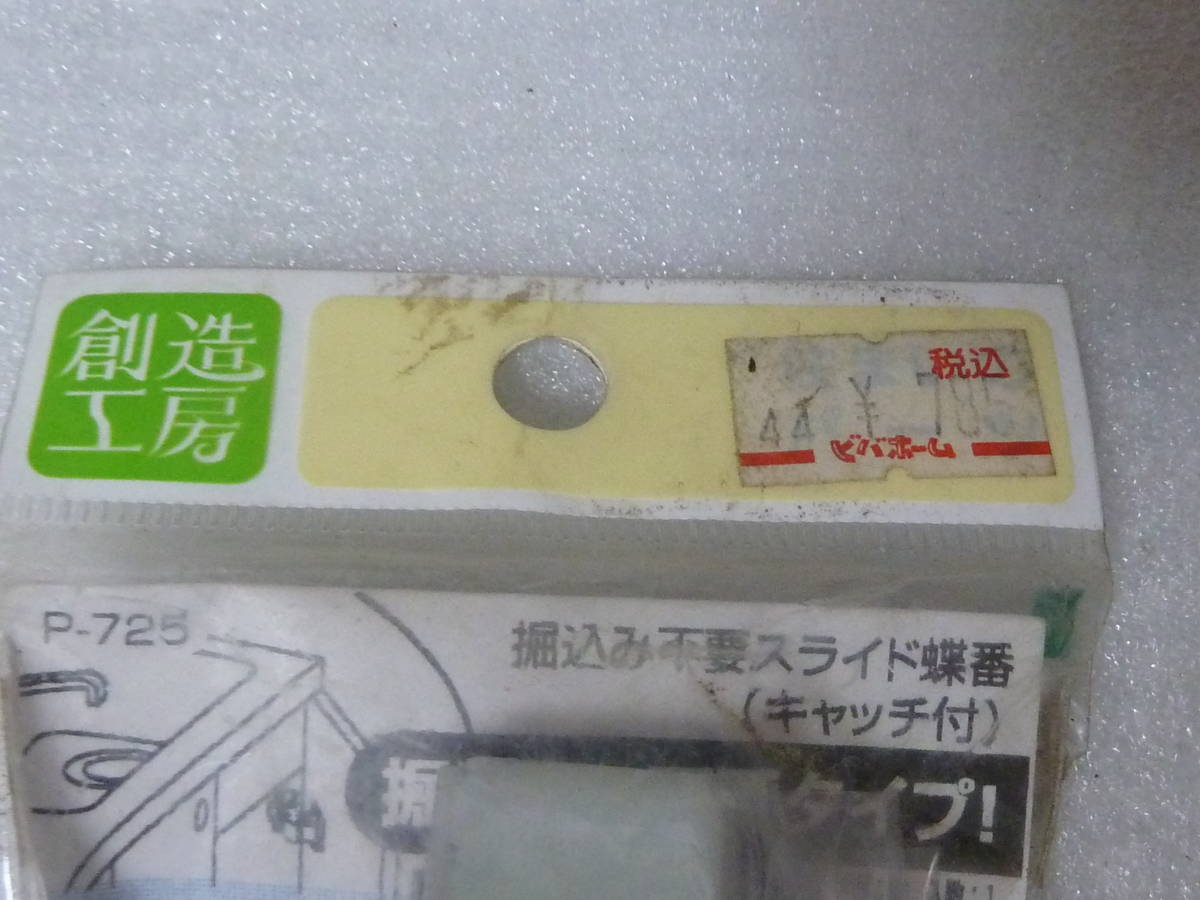 創造
工房
税込
44 ¥ 785
ビバホーム
P-725
掘込み不要スライド蝶番
(キャッチ付)
掘
タイプ!